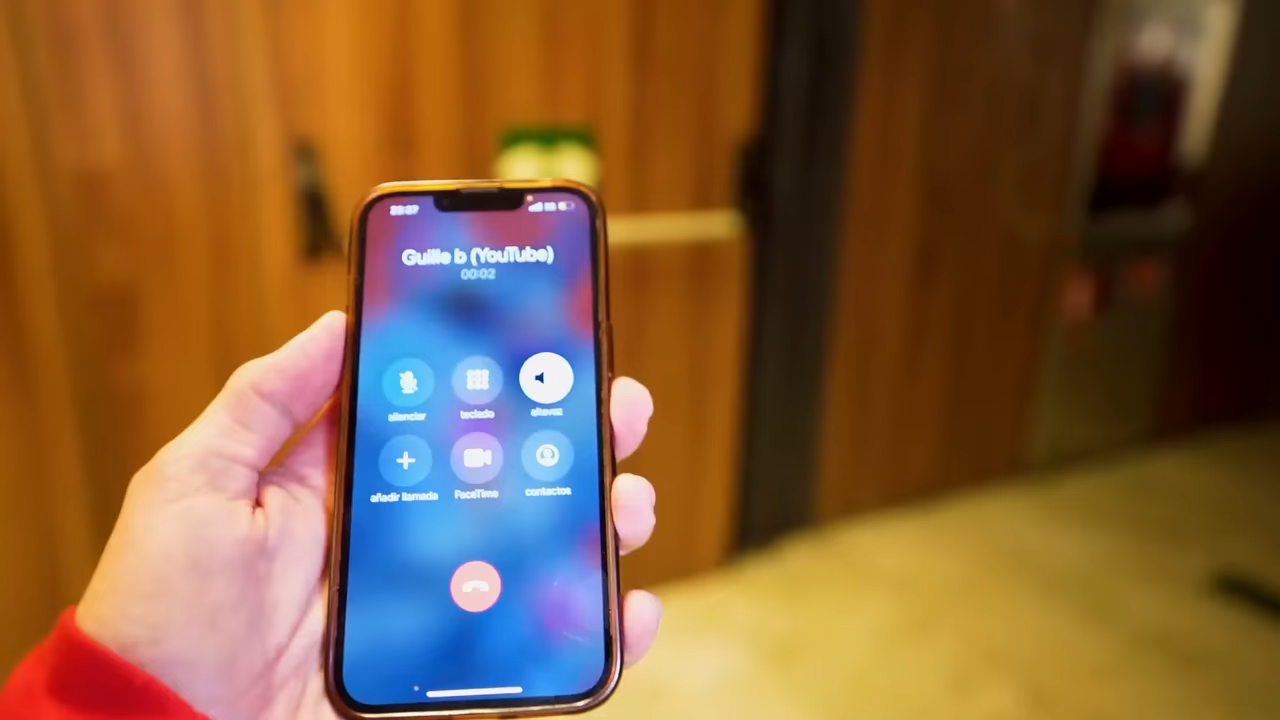 Guille b (YouTube)
00:02
silenciar
teclado
altavoz
añadir llamada
FaceTime
contactos